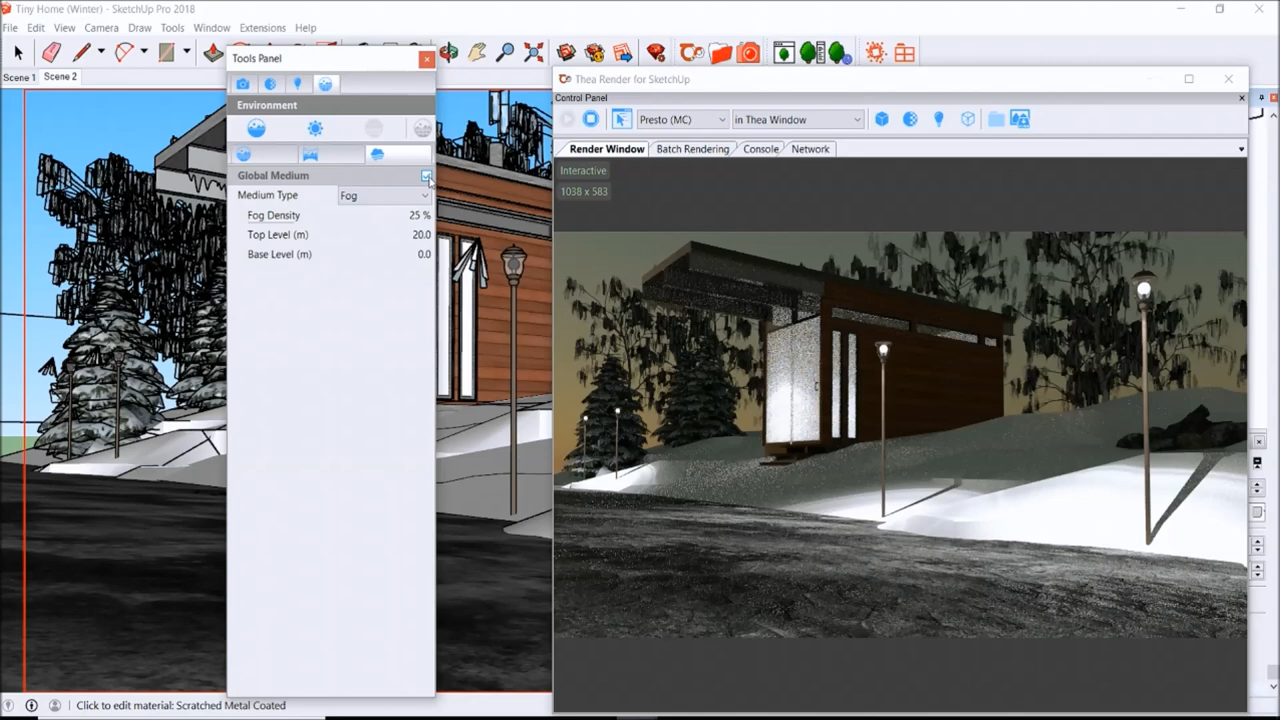 Tiny Home (Winter) - SketchUp Pro 2018
File Edit View Camera Draw Tools Window Extensions Help
Scene 1 Scene 2
Tools Panel
Environment
Global Medium
Medium Type Fog
Fog Density 25 %
Top Level (m) 20.0
Base Level (m) 0.0
Thea Render for SketchUp
Control Panel
Presto (MC) in Thea Window
Render Window Batch Rendering Console Network
Interactive
1038 x 583
Click to edit material: Scratched Metal Coated